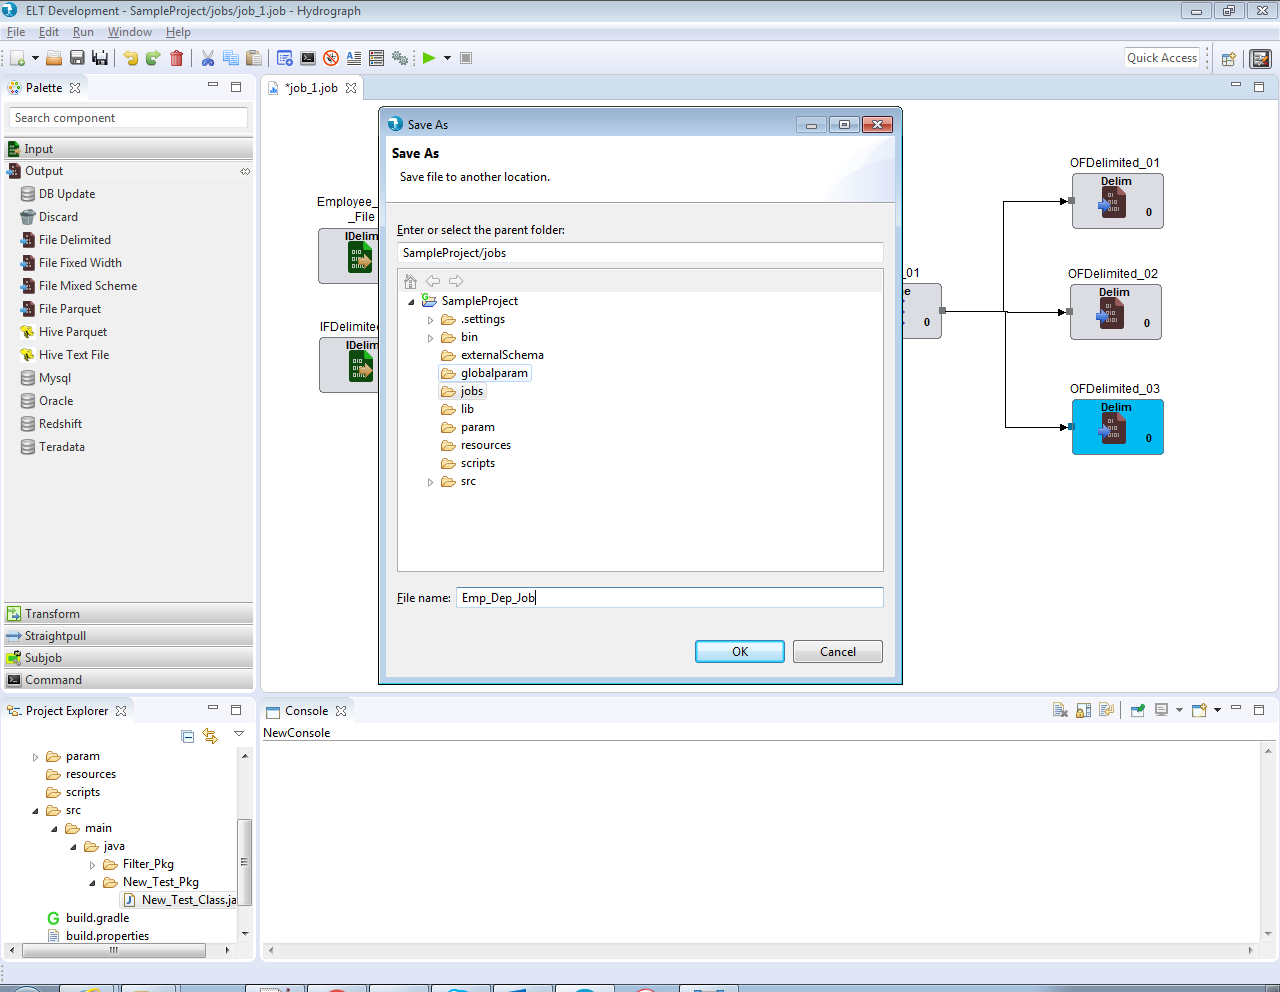 ELT Development - SampleProject/jobs/job_1.job - Hydrograph
File Edit Run Window Help
Quick Access
Palette
Search component
Input
Output
DB Update
Discard
File Delimited
File Fixed Width
File Mixed Scheme
File Parquet
Hive Parquet
Hive Text File
Mysql
Oracle
Redshift
Teradata
Transform
Straightpull
Subjob
Command
*job_1.job
Employee_
_File
IDelim
IFDelimited
IDelim
_01
0
OFDelimited_01
Delim
0
OFDelimited_02
Delim
0
OFDelimited_03
Delim
0
Save As
Save As
Save file to another location.
Enter or select the parent folder:
SampleProject/jobs
SampleProject
.settings
bin
externalSchema
globalparam
jobs
lib
param
resources
scripts
src
File name: Emp_Dep_Job
OK Cancel
Project Explorer
param
resources
scripts
src
main
java
Filter_Pkg
New_Test_Pkg
New_Test_Class.ja
build.gradle
build.properties
Console
NewConsole